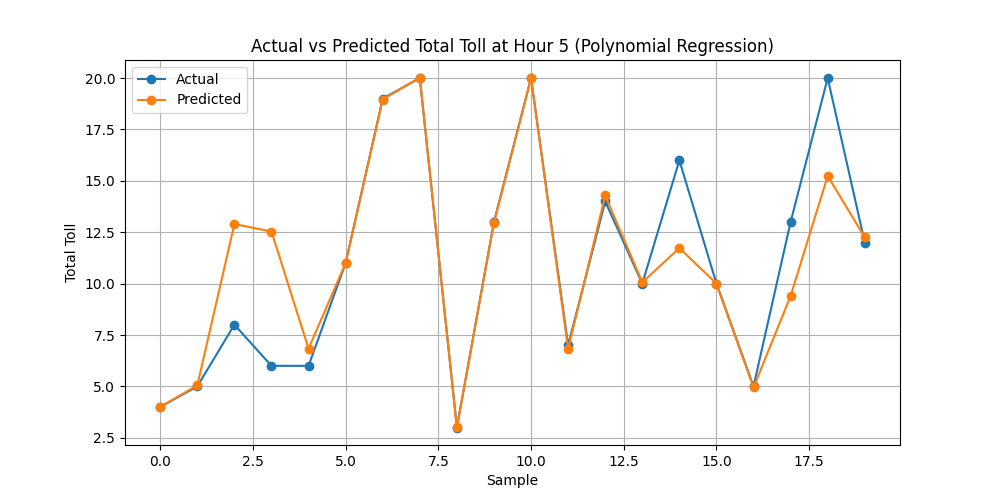 Actual vs Predicted Total Toll at Hour 5 (Polynomial Regression)
Actual
Predicted
20.0
17.5
15.0
12.5
10.0
7.5
5.0
2.5
Total Toll
0.0 2.5 5.0 7.5 10.0 12.5 15.0 17.5
Sample